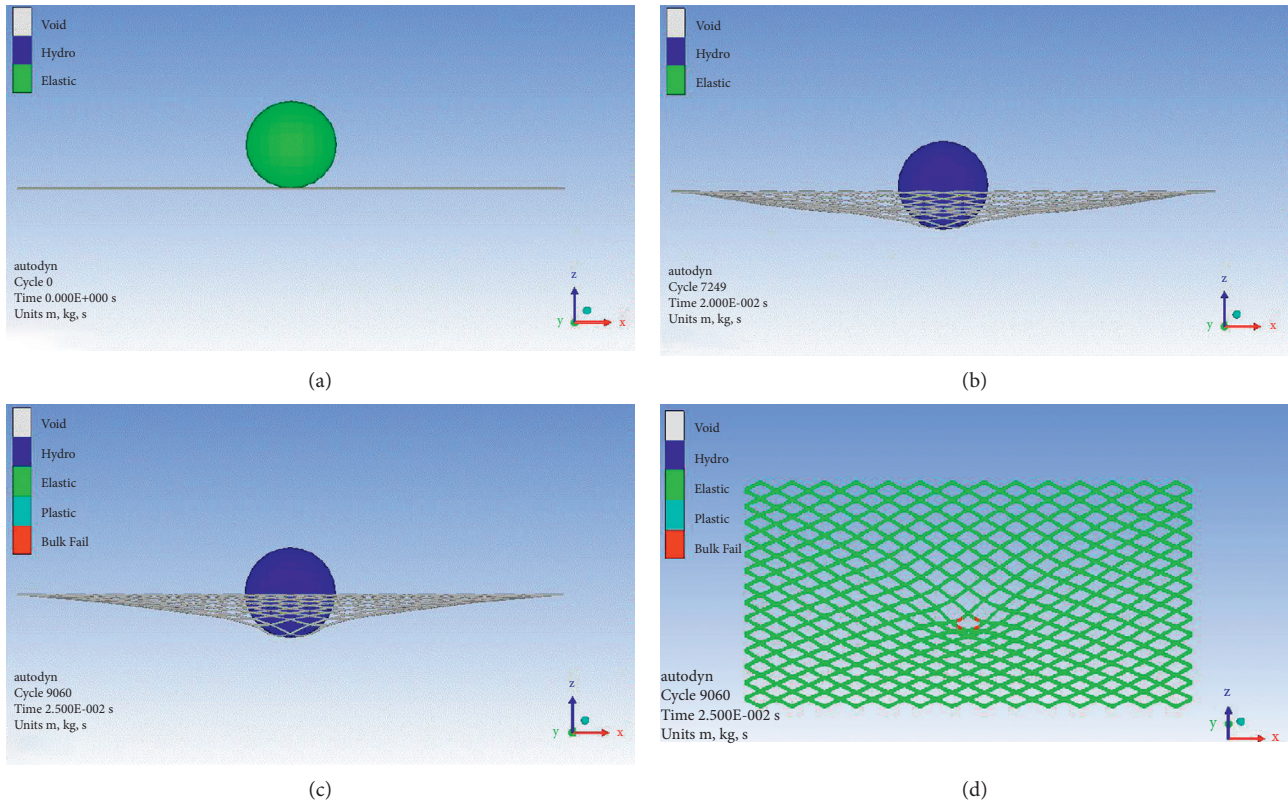 Void
Hydro
Elastic
autodyn
Cycle 0
Time 0.000E+000 s
Units m, kg, s
z
y
x
(a)
Void
Hydro
Elastic
autodyn
Cycle 7249
Time 2.000E-002 s
Units m, kg, s
z
y
x
(b)
Void
Hydro
Elastic
Plastic
Bulk Fail
autodyn
Cycle 9060
Time 2.500E-002 s
Units m, kg, s
z
y
x
(c)
Void
Hydro
Elastic
Plastic
Bulk Fail
autodyn
Cycle 9060
Time 2.500E-002 s
Units m, kg, s
z
y
x
(d)